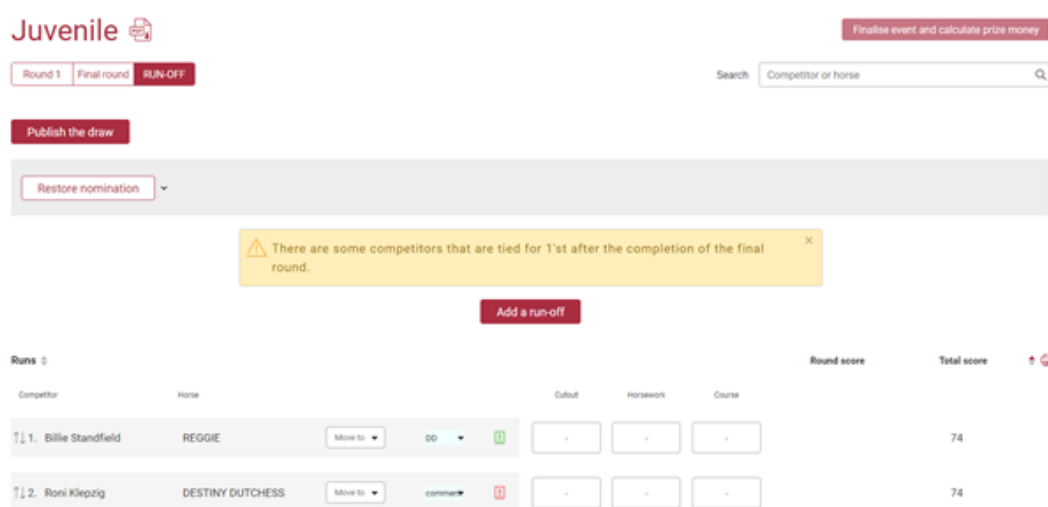 Juvenile
Finalise event and calculate prize money
Round 1 Final round RUN-OFF
Search Competitor or horse
Publish the draw
Restore nomination
There are some competitors that are tied for 1'st after the completion of the final
round.
Add a run-off
Runs Round score Total score
Competitor Horse Cutout Horsework Course
1. Billie Standfield REGGIE Move to DD - - - 74
2. Roni Klepzig DESTINY DUTCHESS Move to comment - - - 74